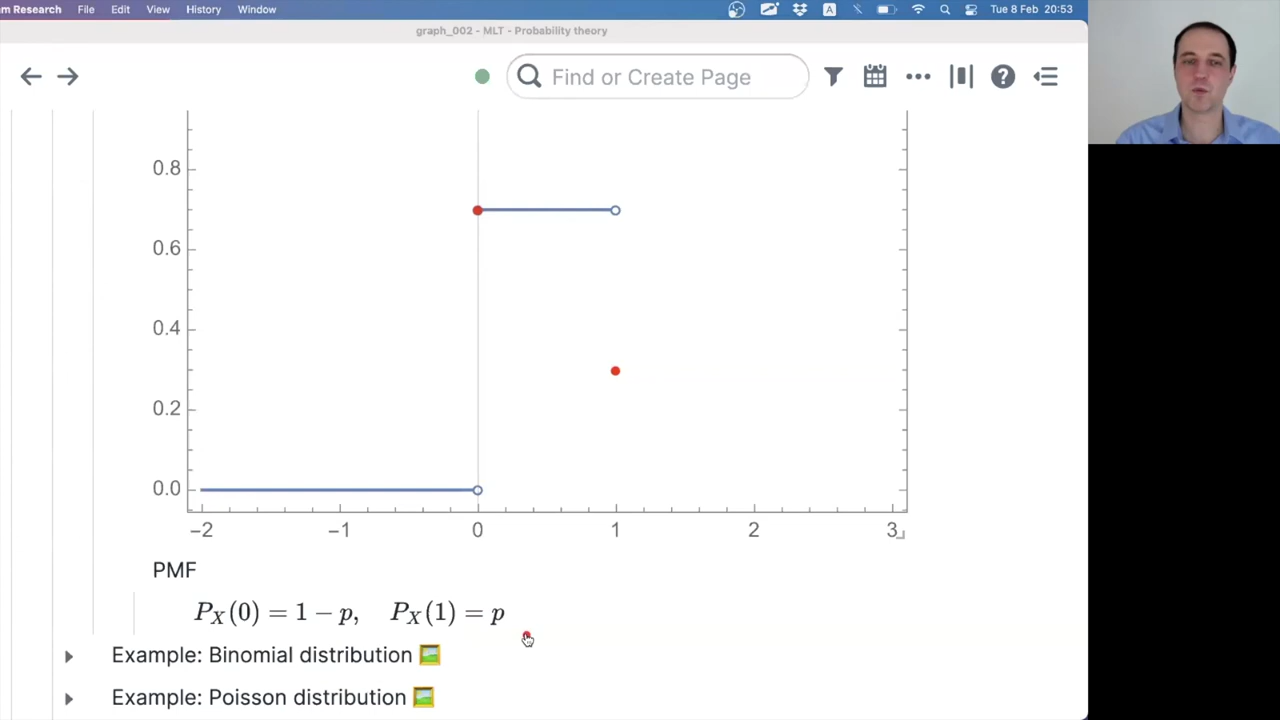 m Research File Edit View History Window A Tue 8 Feb 20:53
graph_002 - MLT - Probability theory
Find or Create Page
0.8
0.6
0.4
0.2
0.0
−2 −1 0 1 2 3
PMF
P_X(0) = 1 − p, P_X(1) = p
Example: Binomial distribution
Example: Poisson distribution